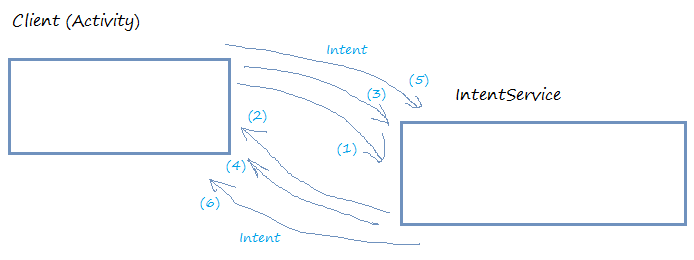 Client (Activity)
Intent
(5)
(3)
IntentService
(2)
(1)
(4)
(6)
Intent